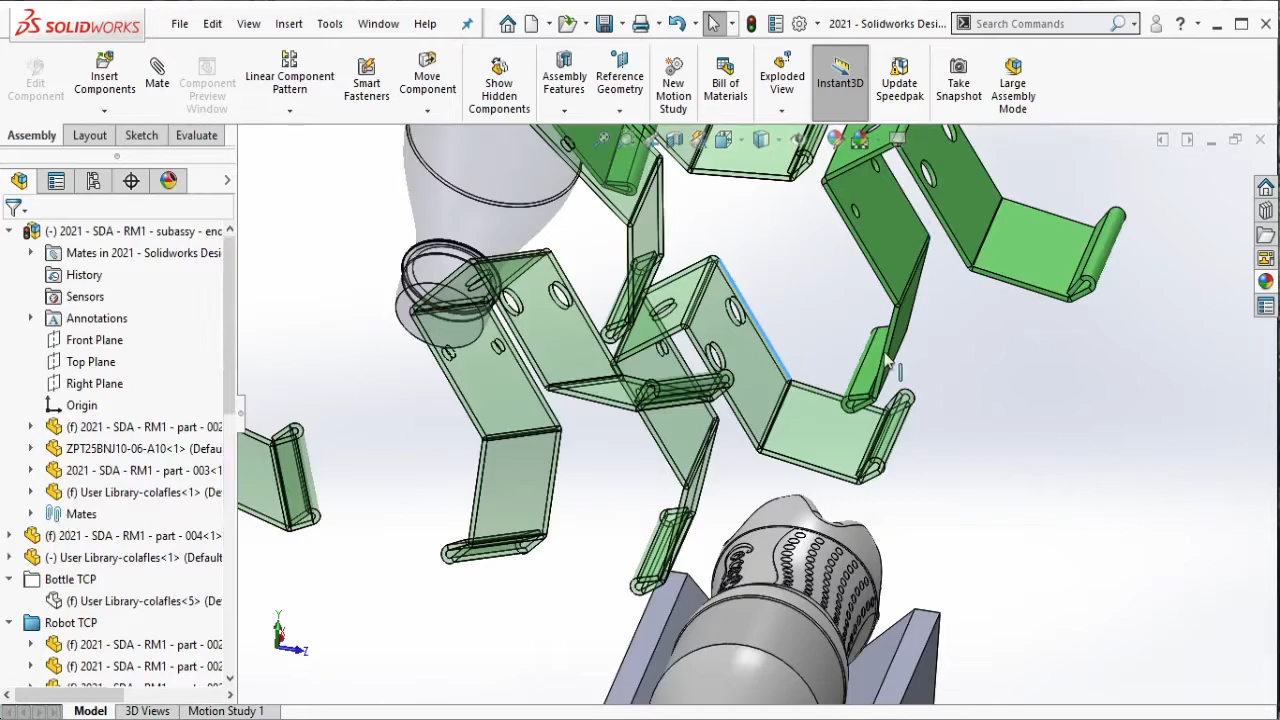 SOLIDWORKS
File Edit View Insert Tools Window Help
2021 - Solidworks Desi...
Search Commands
Edit Component
Insert Components
Mate
Component Preview Window
Linear Component Pattern
Smart Fasteners
Move Component
Show Hidden Components
Assembly Features
Reference Geometry
New Motion Study
Bill of Materials
Exploded View
Instant3D
Update Speedpak
Take Snapshot
Large Assembly Mode
Assembly Layout Sketch Evaluate
(-) 2021 - SDA - RM1 - subassy - enc
Mates in 2021 - Solidworks Desi
History
Sensors
Annotations
Front Plane
Top Plane
Right Plane
Origin
(f) 2021 - SDA - RM1 - part - 002
ZPT25BNJ10-06-A10<1> (Defau
2021 - SDA - RM1 - part - 003<1
(f) User Library-colafles<1> (De
Mates
(f) 2021 - SDA - RM1 - part - 004<1>
(-) User Library-colafles<1> (Default
Bottle TCP
(f) User Library-colafles<5> (De
Robot TCP
(f) 2021 - SDA - RM1 - part - 002
(f) 2021 - SDA - RM1 - part - 002
Y
Z
Model 3D Views Motion Study 1